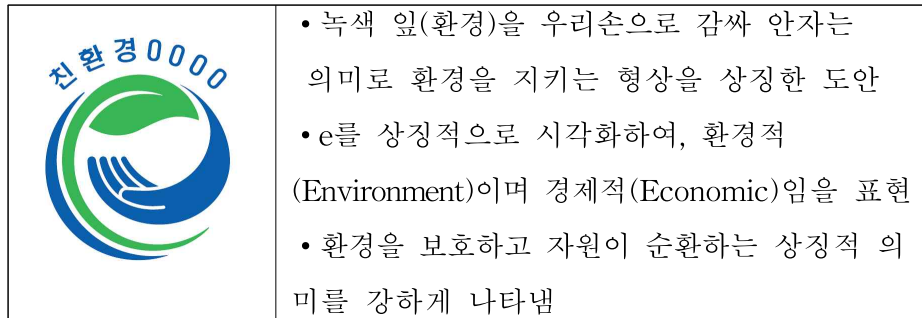 친환경0000
• 녹색 잎(환경)을 우리손으로 감싸 안자는
의미로 환경을 지키는 형상을 상징한 도안
• e를 상징적으로 시각화하여, 환경적
(Environment)이며 경제적(Economic)임을 표현
• 환경을 보호하고 자원이 순환하는 상징적 의
미를 강하게 나타냄